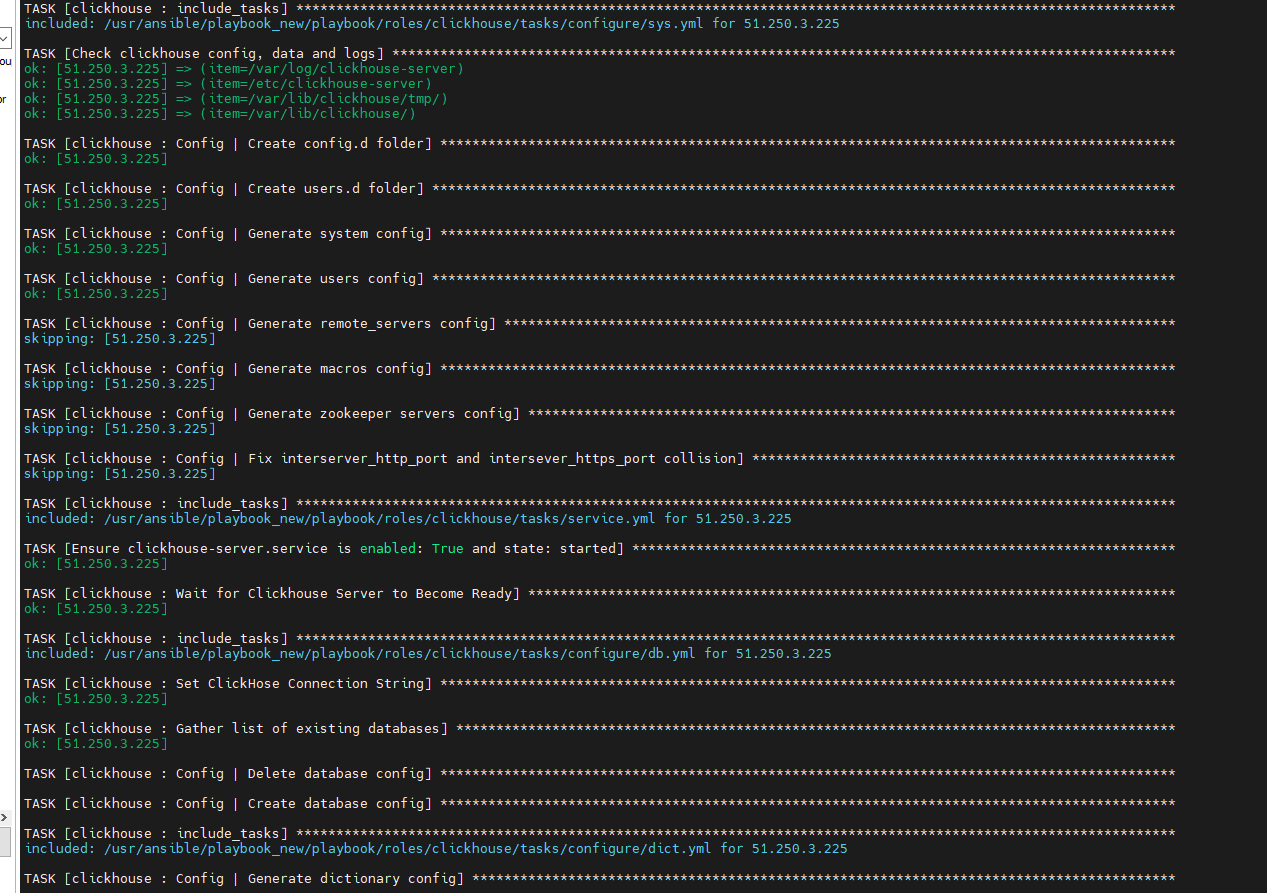 TASK [clickhouse : include_tasks] **************************************************************************************************************
included: /usr/ansible/playbook_new/playbook/roles/clickhouse/tasks/configure/sys.yml for 51.250.3.225
TASK [Check clickhouse config, data and logs] **************************************************************************************************
ok: [51.250.3.225] => (item=/var/log/clickhouse-server)
ou
ok: [51.250.3.225] => (item=/etc/clickhouse-server)
ok: [51.250.3.225] => (item=/var/lib/clickhouse/tmp/)
or
ok: [51.250.3.225] => (item=/var/lib/clickhouse/)
TASK [clickhouse : Config | Create config.d folder] ********************************************************************************************
ok: [51.250.3.225]
TASK [clickhouse : Config | Create users.d folder] *********************************************************************************************
ok: [51.250.3.225]
TASK [clickhouse : Config | Generate system config] ********************************************************************************************
ok: [51.250.3.225]
TASK [clickhouse : Config | Generate users config] *********************************************************************************************
ok: [51.250.3.225]
TASK [clickhouse : Config | Generate remote_servers config] ************************************************************************************
skipping: [51.250.3.225]
TASK [clickhouse : Config | Generate macros config] ********************************************************************************************
skipping: [51.250.3.225]
TASK [clickhouse : Config | Generate zookeeper servers config] *********************************************************************************
skipping: [51.250.3.225]
TASK [clickhouse : Config | Fix interserver_http_port and intersever_https_port collision] *****************************************************
skipping: [51.250.3.225]
TASK [clickhouse : include_tasks] **************************************************************************************************************
included: /usr/ansible/playbook_new/playbook/roles/clickhouse/tasks/service.yml for 51.250.3.225
TASK [Ensure clickhouse-server.service is enabled: True and state: started] ********************************************************************
ok: [51.250.3.225]
TASK [clickhouse : Wait for Clickhouse Server to Become Ready] *********************************************************************************
ok: [51.250.3.225]
TASK [clickhouse : include_tasks] **************************************************************************************************************
included: /usr/ansible/playbook_new/playbook/roles/clickhouse/tasks/configure/db.yml for 51.250.3.225
TASK [clickhouse : Set ClickHose Connection String] ********************************************************************************************
ok: [51.250.3.225]
TASK [clickhouse : Gather list of existing databases] ******************************************************************************************
ok: [51.250.3.225]
TASK [clickhouse : Config | Delete database config] ********************************************************************************************
TASK [clickhouse : Config | Create database config] ********************************************************************************************
TASK [clickhouse : include_tasks] **************************************************************************************************************
included: /usr/ansible/playbook_new/playbook/roles/clickhouse/tasks/configure/dict.yml for 51.250.3.225
TASK [clickhouse : Config | Generate dictionary config] ****************************************************************************************